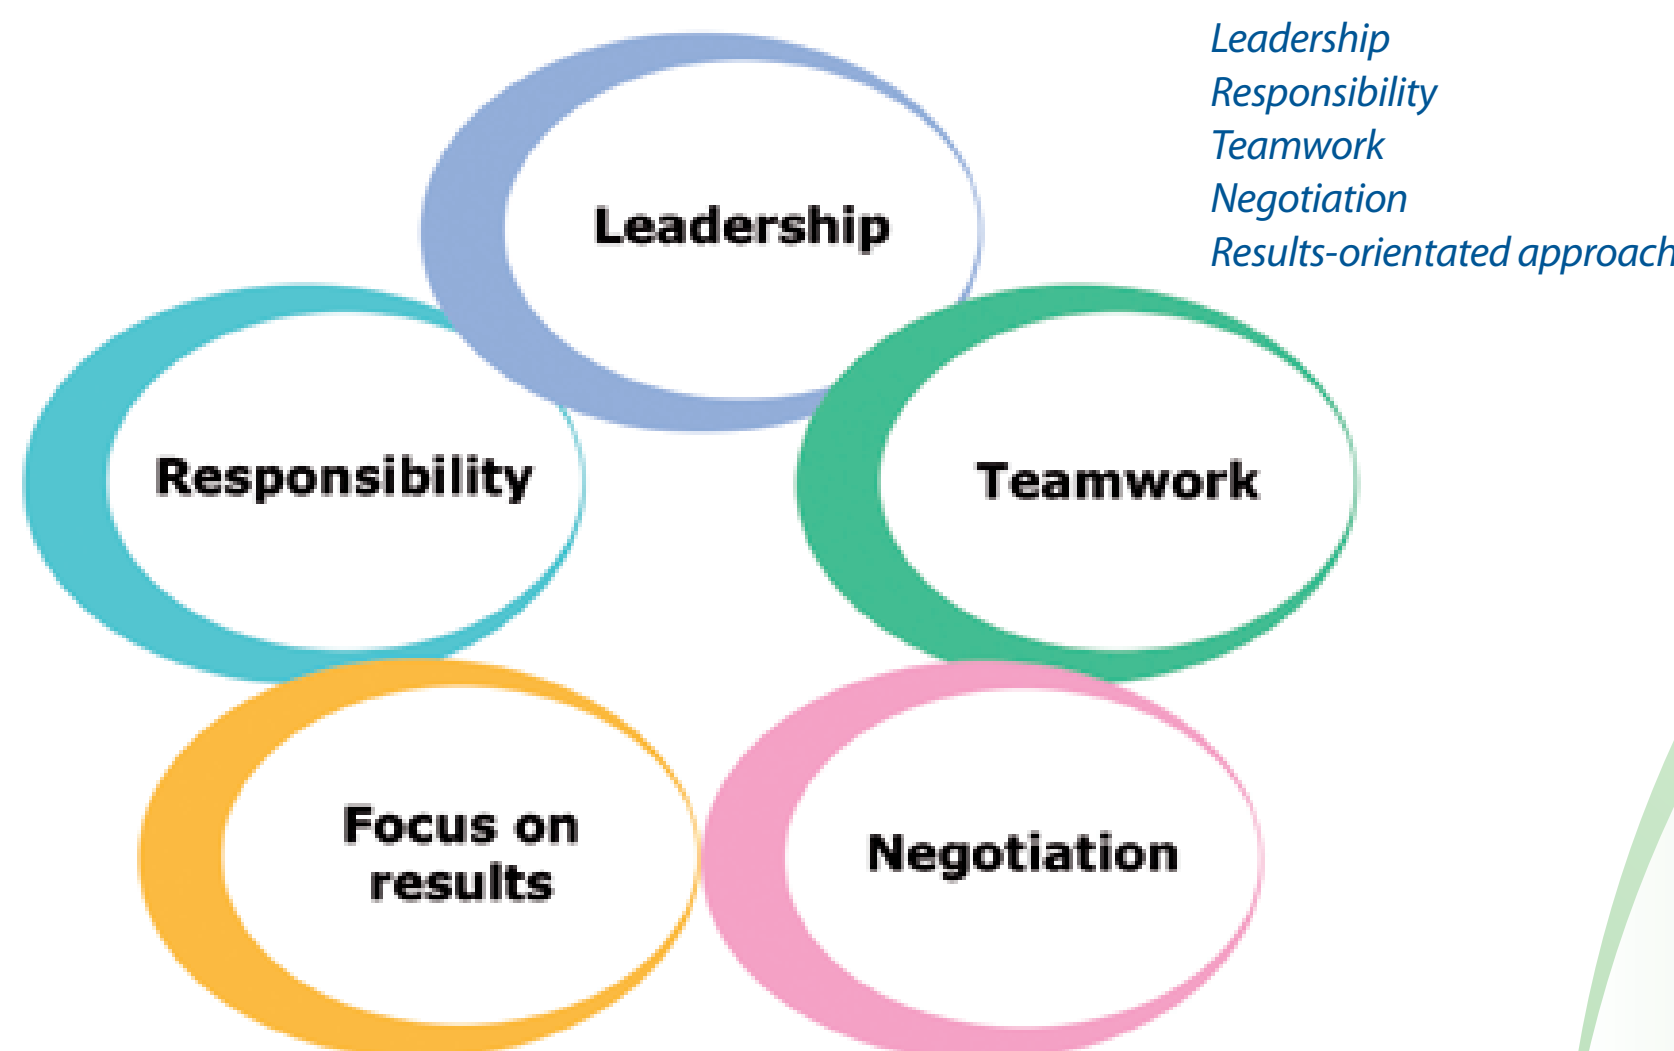 Leadership
Responsibility
Teamwork
Negotiation
Results-orientated approach
Leadership
Responsibility
Teamwork
Focus on
results
Negotiation